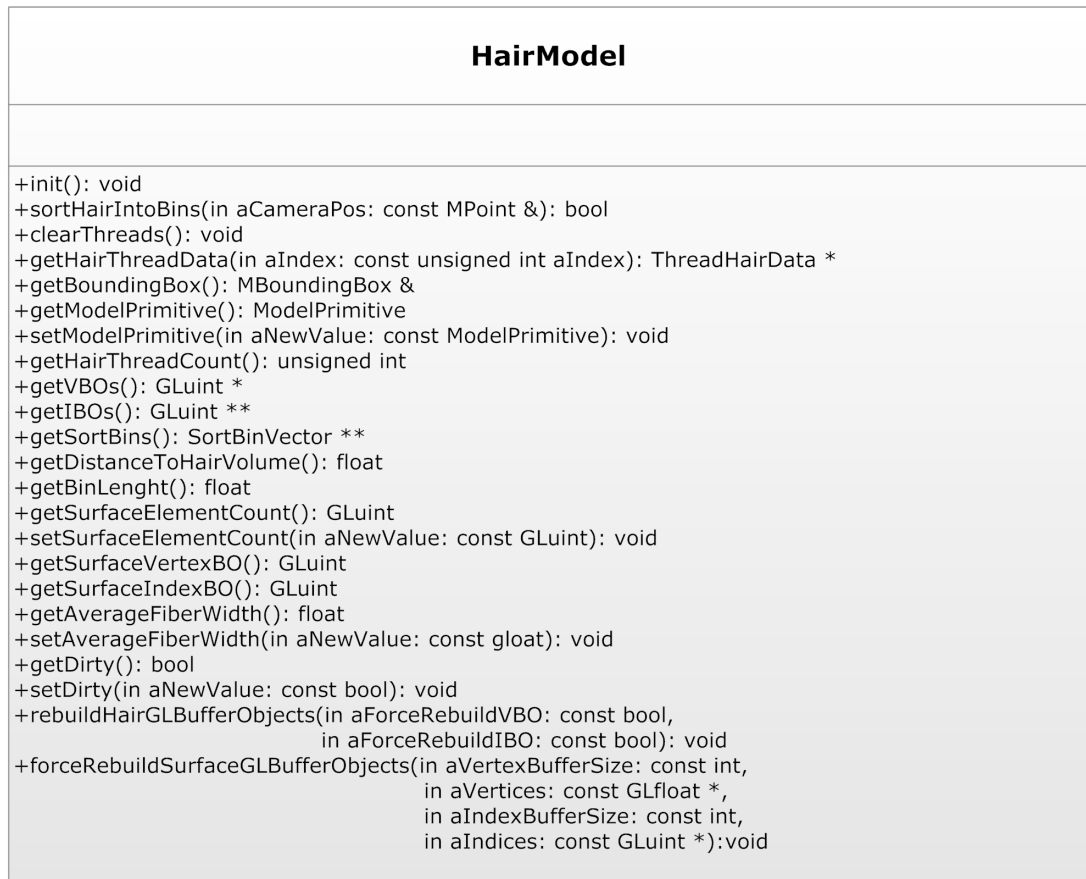 HairModel
+init(): void
+sortHairIntoBins(in aCameraPos: const MPoint &): bool
+clearThreads(): void
+getHairThreadData(in aIndex: const unsigned int aIndex): ThreadHairData *
+getBoundingBox(): MBoundingBox &
+getModelPrimitive(): ModelPrimitive
+setModelPrimitive(in aNewValue: const ModelPrimitive): void
+getHairThreadCount(): unsigned int
+getVBOs(): GLuint *
+getIBOs(): GLuint **
+getSortBins(): SortBinVector **
+getDistanceToHairVolume(): float
+getBinLenght(): float
+getSurfaceElementCount(): GLuint
+setSurfaceElementCount(in aNewValue: const GLuint): void
+getSurfaceVertexBO(): GLuint
+getSurfaceIndexBO(): GLuint
+getAverageFiberWidth(): float
+setAverageFiberWidth(in aNewValue: const gloat): void
+getDirty(): bool
+setDirty(in aNewValue: const bool): void
+rebuildHairGLBufferObjects(in aForceRebuildVBO: const bool,
in aForceRebuildIBO: const bool): void
+forceRebuildSurfaceGLBufferObjects(in aVertexBufferSize: const int,
in aVertices: const GLfloat *,
in aIndexBufferSize: const int,
in aIndices: const GLuint *):void